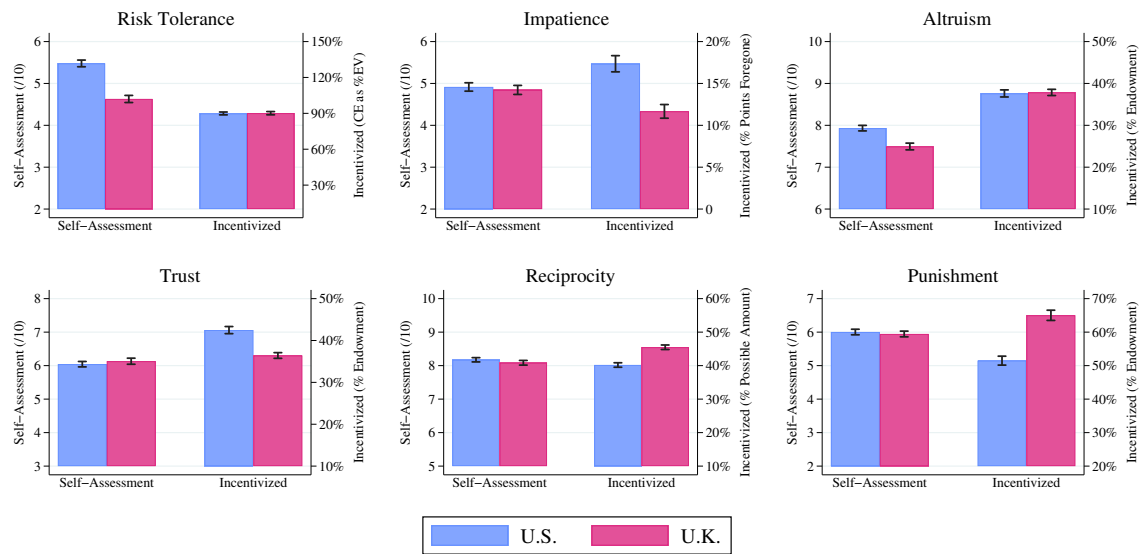 Risk Tolerance
Self-Assessment (/10)
6
5
4
3
2
150%
120%
90%
60%
30%
Incentivized (CE as %EV)
Self-Assessment Incentivized
Impatience
Self-Assessment (/10)
6
5
4
3
2
20%
15%
10%
5%
0
Incentivized (% Points Foregone)
Self-Assessment Incentivized
Altruism
Self-Assessment (/10)
10
9
8
7
6
50%
40%
30%
20%
10%
Incentivized (% Endowment)
Self-Assessment Incentivized
Trust
Self-Assessment (/10)
8
7
6
5
4
3
50%
40%
30%
20%
10%
Incentivized (% Endowment)
Self-Assessment Incentivized
Reciprocity
Self-Assessment (/10)
10
9
8
7
6
5
60%
50%
40%
30%
20%
10%
Incentivized (% Possible Amount)
Self-Assessment Incentivized
Punishment
Self-Assessment (/10)
7
6
5
4
3
2
70%
60%
50%
40%
30%
20%
Incentivized (% Endowment)
Self-Assessment Incentivized
U.S. U.K.